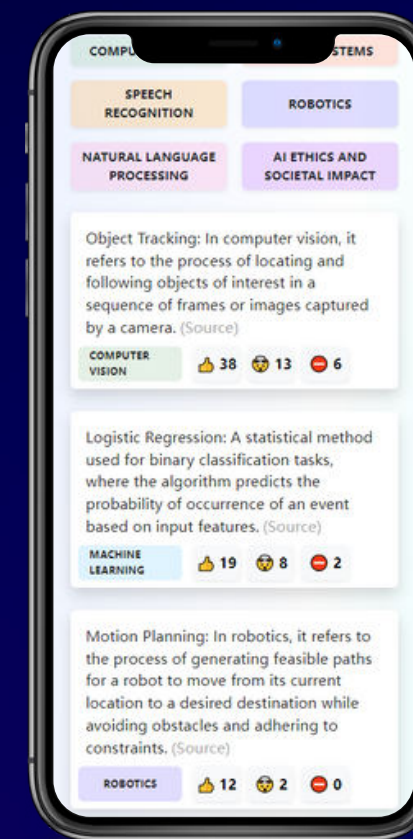 COMPU
STEMS
SPEECH
RECOGNITION
ROBOTICS
NATURAL LANGUAGE
PROCESSING
AI ETHICS AND
SOCIETAL IMPACT
Object Tracking: In computer vision, it
refers to the process of locating and
following objects of interest in a
sequence of frames or images captured
by a camera. (Source)
COMPUTER
VISION
👍 38 🤯 13 ⛔ 6
Logistic Regression: A statistical method
used for binary classification tasks,
where the algorithm predicts the
probability of occurrence of an event
based on input features. (Source)
MACHINE
LEARNING
👍 19 🤯 8 ⛔ 2
Motion Planning: In robotics, it refers to
the process of generating feasible paths
for a robot to move from its current
location to a desired destination while
avoiding obstacles and adhering to
constraints. (Source)
ROBOTICS 👍 12 🤯 2 ⛔ 0